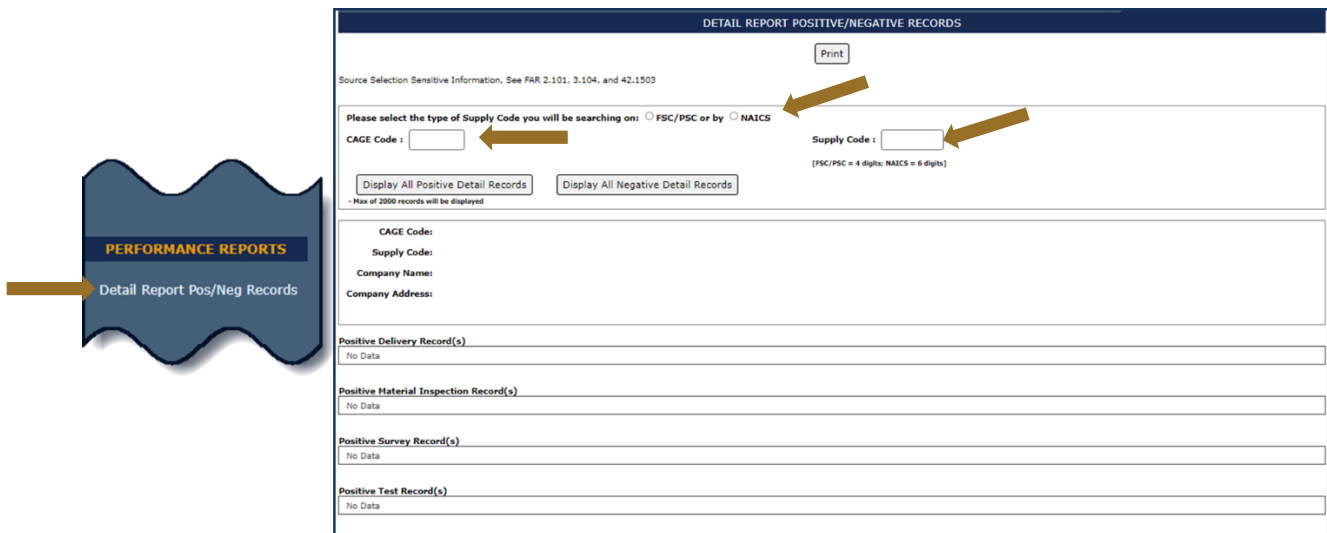 PERFORMANCE REPORTS
Detail Report Pos/Neg Records
DETAIL REPORT POSITIVE/NEGATIVE RECORDS
Print
Source Selection Sensitive Information, See FAR 2.101, 3.104, and 42.1503
Please select the type of Supply Code you will be searching on: FSC/PSC or by NAICS
CAGE Code : Supply Code :
[FSC/PSC = 4 digits; NAICS = 6 digits]
Display All Positive Detail Records Display All Negative Detail Records
- Max of 2000 records will be displayed
CAGE Code:
Supply Code:
Company Name:
Company Address:
Positive Delivery Record(s)
No Data
Positive Material Inspection Record(s)
No Data
Positive Survey Record(s)
No Data
Positive Test Record(s)
No Data